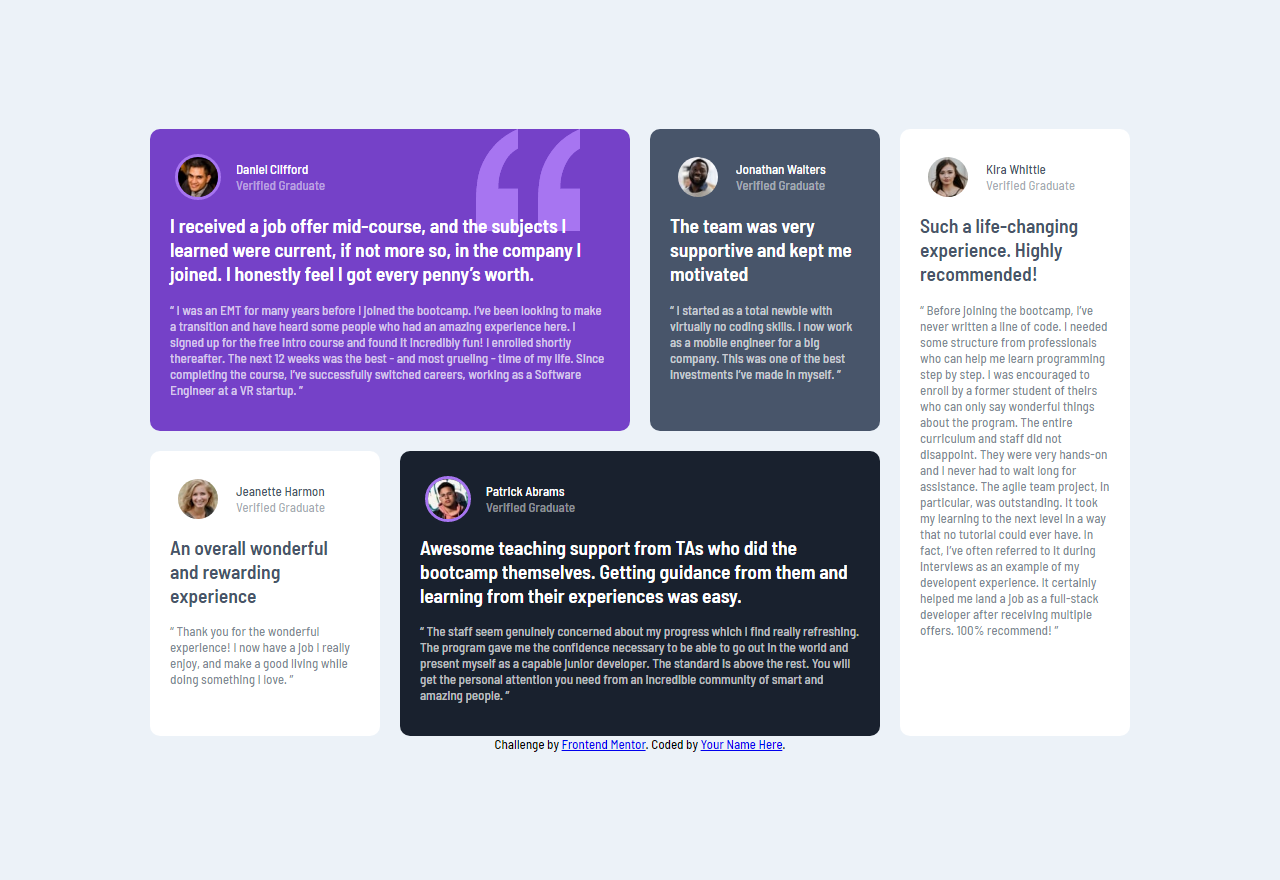 Daniel Clifford
Verified Graduate
I received a job offer mid-course, and the subjects I
learned were current, if not more so, in the company I
joined. I honestly feel I got every penny’s worth.
“ I was an EMT for many years before I joined the bootcamp. I’ve been looking to make
a transition and have heard some people who had an amazing experience here. I
signed up for the free intro course and found it incredibly fun! I enrolled shortly
thereafter. The next 12 weeks was the best - and most grueling - time of my life. Since
completing the course, I’ve successfully switched careers, working as a Software
Engineer at a VR startup. ”
Jonathan Walters
Verified Graduate
The team was very
supportive and kept me
motivated
“ I started as a total newbie with
virtually no coding skills. I now work
as a mobile engineer for a big
company. This was one of the best
investments I’ve made in myself. ”
Kira Whittle
Verified Graduate
Such a life-changing
experience. Highly
recommended!
“ Before joining the bootcamp, I’ve
never written a line of code. I needed
some structure from professionals
who can help me learn programming
step by step. I was encouraged to
enroll by a former student of theirs
who can only say wonderful things
about the program. The entire
curriculum and staff did not
disappoint. They were very hands-on
and I never had to wait long for
assistance. The agile team project, in
particular, was outstanding. It took
my learning to the next level in a way
that no tutorial could ever have. In
fact, I’ve often referred to it during
interviews as an example of my
developent experience. It certainly
helped me land a job as a full-stack
developer after receiving multiple
offers. 100% recommend! ”
Jeanette Harmon
Verified Graduate
An overall wonderful
and rewarding
experience
“ Thank you for the wonderful
experience! I now have a job I really
enjoy, and make a good living while
doing something I love. ”
Patrick Abrams
Verified Graduate
Awesome teaching support from TAs who did the
bootcamp themselves. Getting guidance from them and
learning from their experiences was easy.
“ The staff seem genuinely concerned about my progress which I find really refreshing.
The program gave me the confidence necessary to be able to go out in the world and
present myself as a capable junior developer. The standard is above the rest. You will
get the personal attention you need from an incredible community of smart and
amazing people. ”
Challenge by Frontend Mentor. Coded by Your Name Here.